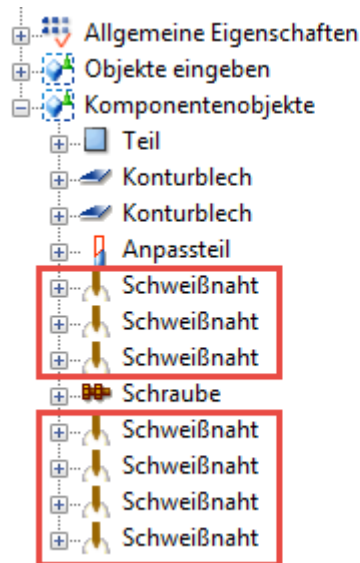 Allgemeine Eigenschaften
Objekte eingeben
Komponentenobjekte
Teil
Konturblech
Konturblech
Anpassteil
Schweißnaht
Schweißnaht
Schweißnaht
Schraube
Schweißnaht
Schweißnaht
Schweißnaht
Schweißnaht